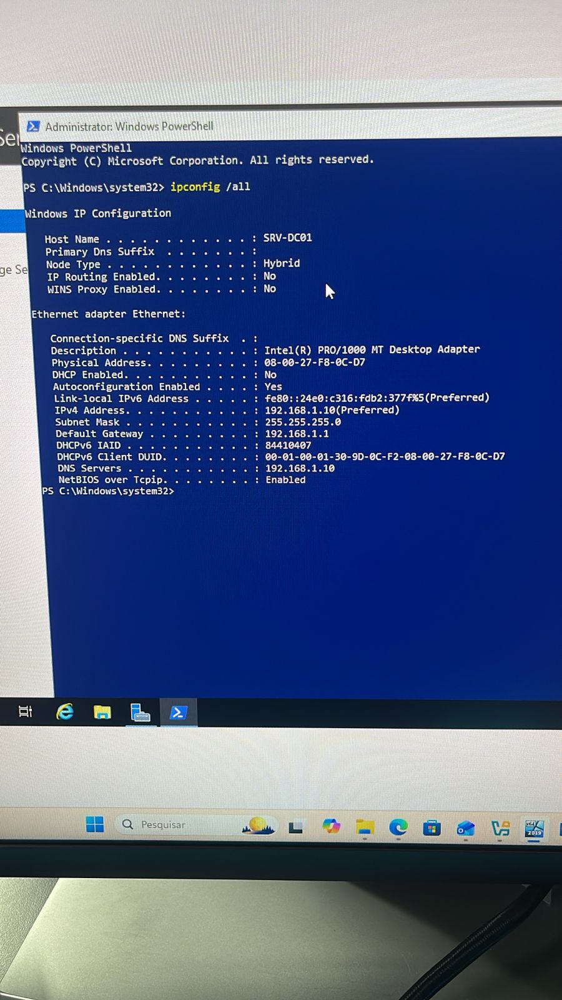 Ser
Administrator: Windows PowerShell
Windows PowerShell
Copyright (C) Microsoft Corporation. All rights reserved.
PS C:\Windows\system32> ipconfig /all
Windows IP Configuration
ge Se
Host Name . . . . . . . . . . . . : SRV-DC01
Primary Dns Suffix  . . . . . . . :
Node Type . . . . . . . . . . . . : Hybrid
IP Routing Enabled. . . . . . . . : No
WINS Proxy Enabled. . . . . . . . : No
Ethernet adapter Ethernet:
Connection-specific DNS Suffix  . :
Description . . . . . . . . . . . : Intel(R) PRO/1000 MT Desktop Adapter
Physical Address. . . . . . . . . : 08-00-27-F8-0C-D7
DHCP Enabled. . . . . . . . . . . : No
Autoconfiguration Enabled . . . . : Yes
Link-local IPv6 Address . . . . . : fe80::24e0:c316:fdb2:377f%5(Preferred)
IPv4 Address. . . . . . . . . . . : 192.168.1.10(Preferred)
Subnet Mask . . . . . . . . . . . : 255.255.255.0
Default Gateway . . . . . . . . . : 192.168.1.1
DHCPv6 IAID . . . . . . . . . . . : 84410407
DHCPv6 Client DUID. . . . . . . . : 00-01-00-01-30-9D-0C-F2-08-00-27-F8-0C-D7
DNS Servers . . . . . . . . . . . : 192.168.1.10
NetBIOS over Tcpip. . . . . . . . : Enabled
PS C:\Windows\system32>
Pesquisar
x64
2019